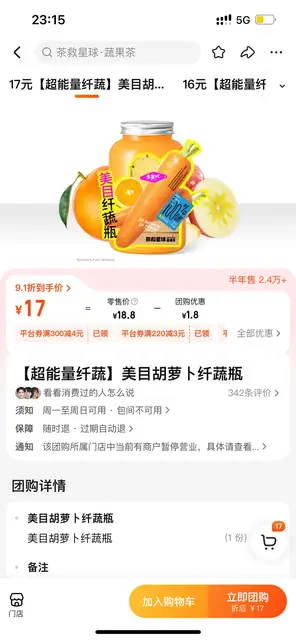 23:15
5G
15
茶救星球·蔬果茶
17元【超能量纤蔬】美目胡...
16元【超能量纤
美目纤蔬瓶
茶救星球
9.1折到手价 >
半年售 2.4万+
¥17 = 零售价 ¥18.8 − 团购优惠 ¥1.8
平台券满300减4元 已领 平台券满220减3元 已领 平 全部优惠 >
【超能量纤蔬】美目胡萝卜纤蔬瓶
看看消费过的人怎么说
342条评价 >
须知 周一至周日可用 · 包间不可用 >
保障 随时退 · 过期自动退 >
通知 该团购所属门店中当前有商户暂停营业，具体请查看... >
团购详情
美目胡萝卜纤蔬瓶
美目胡萝卜纤蔬瓶 (1 份)
17
备注
门店
加入购物车
立即团购
折后 ¥17